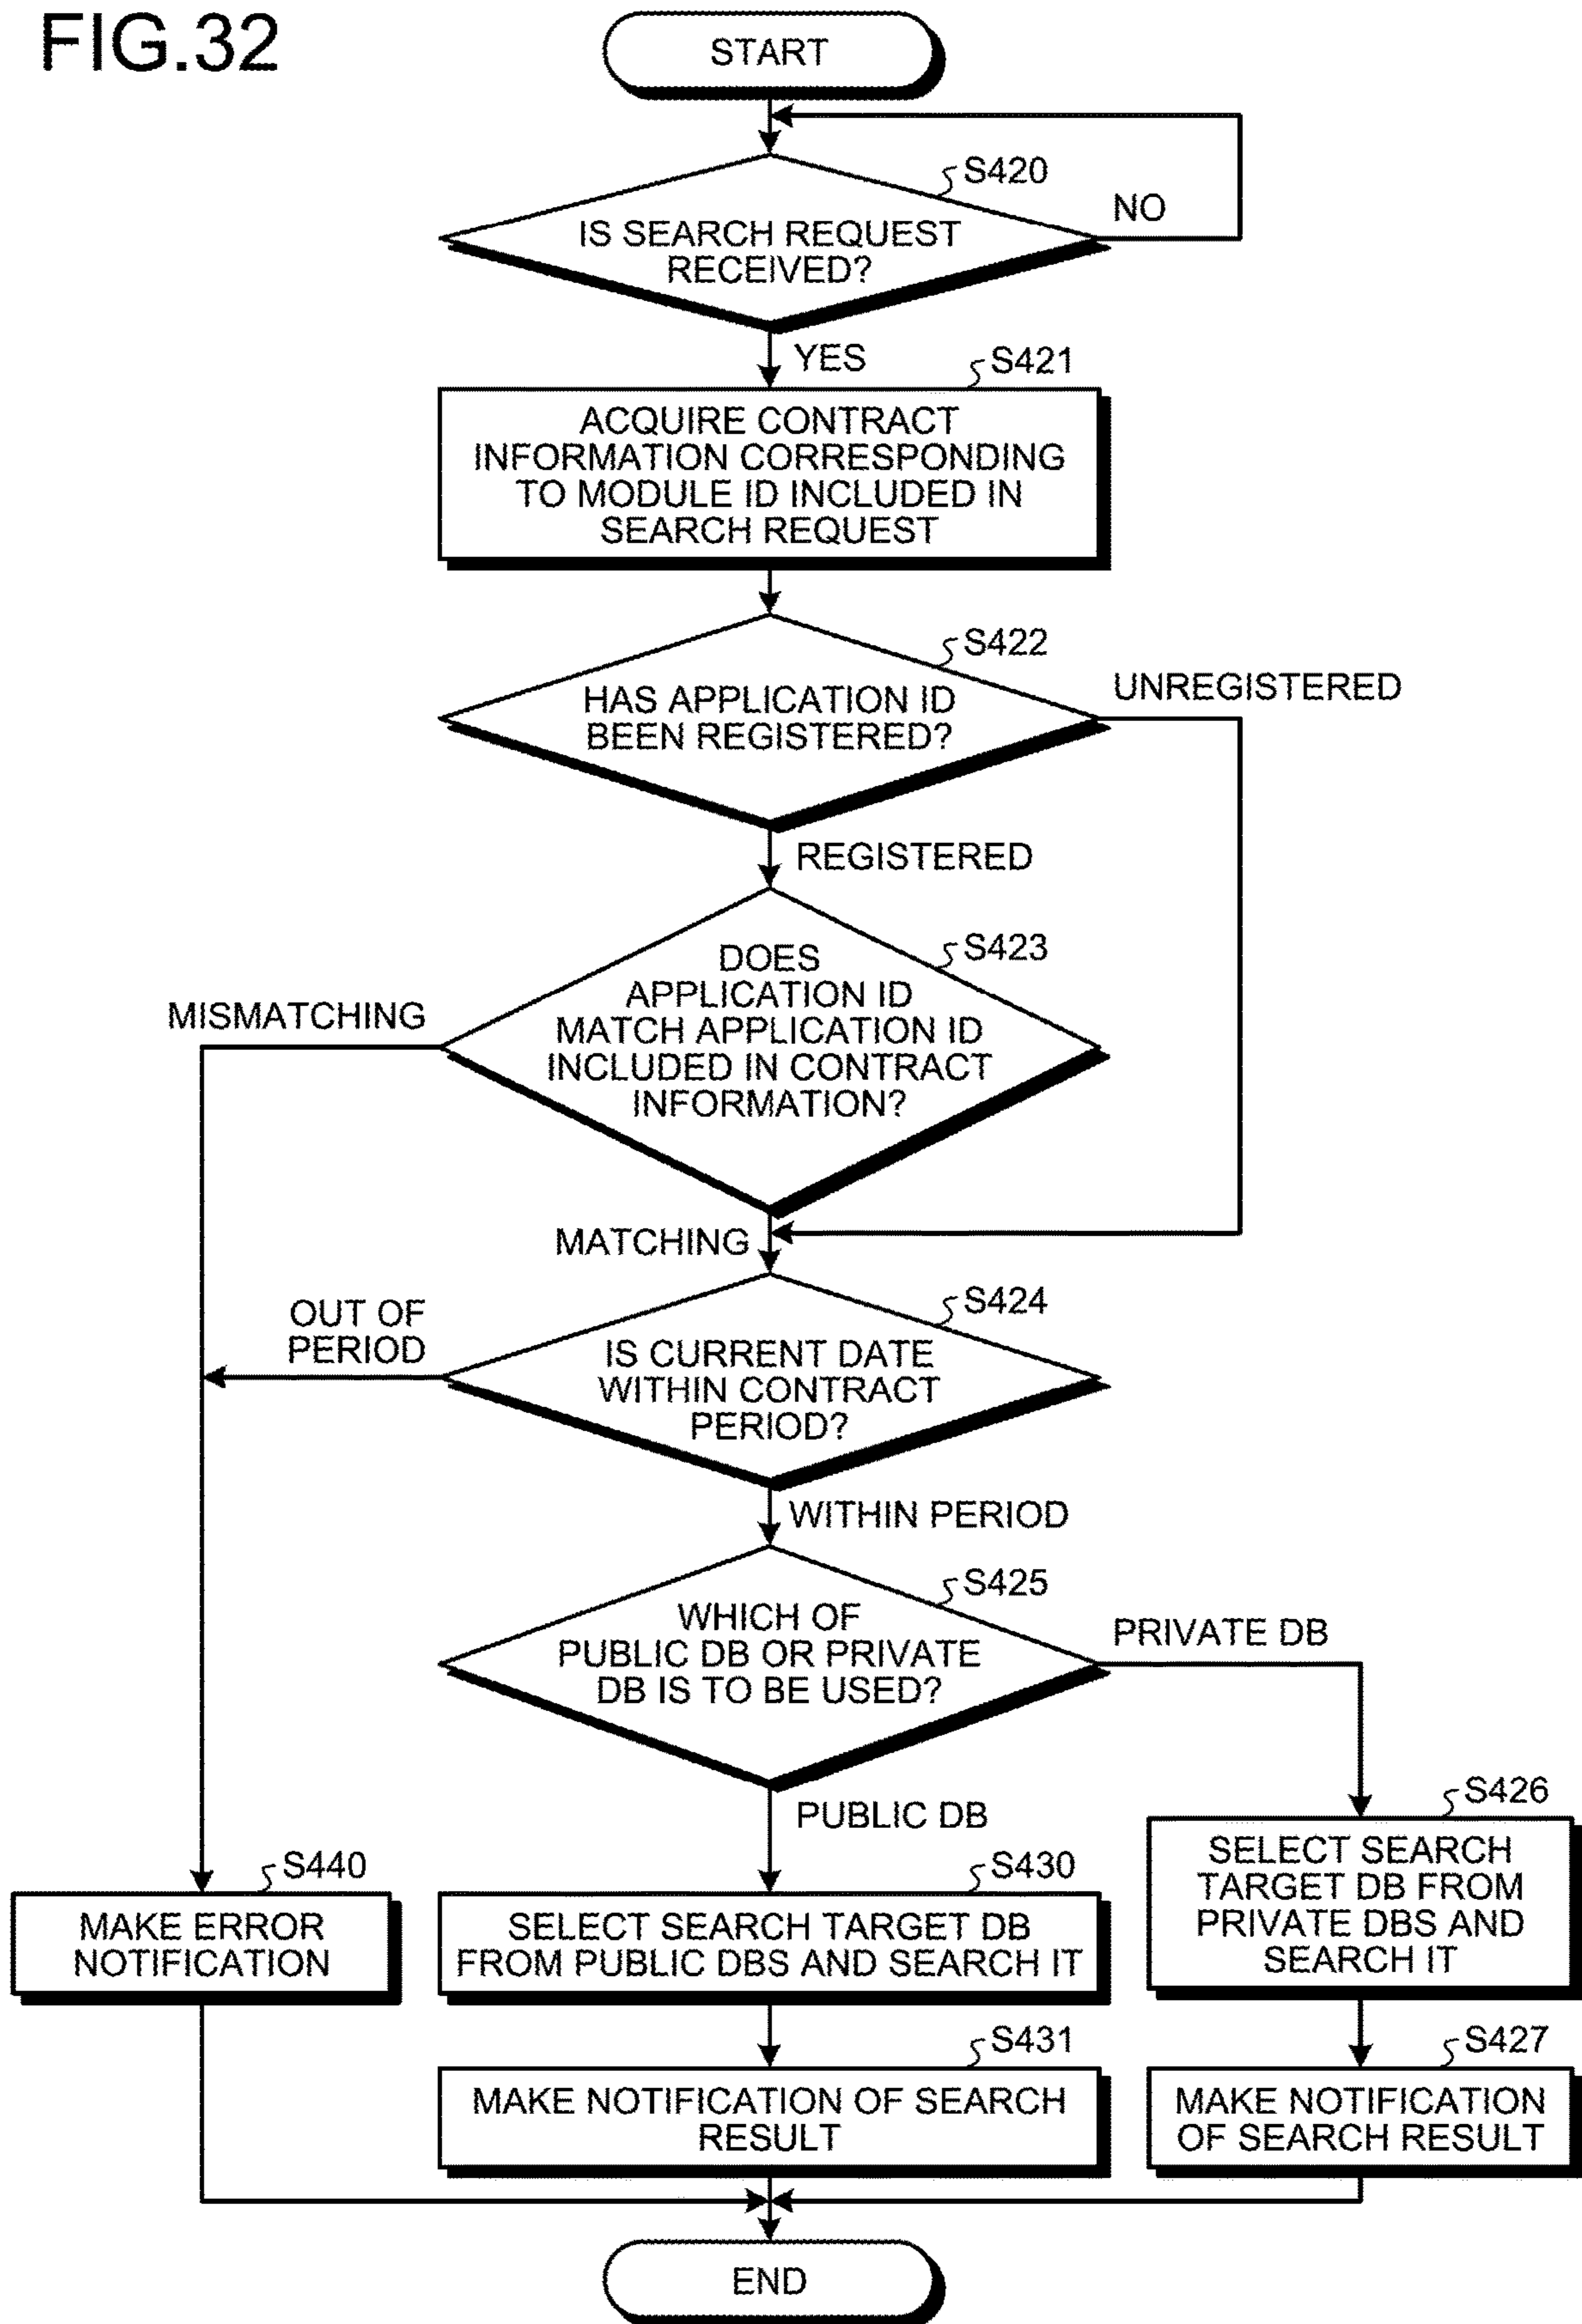 FIG.32
START
S420
NO
IS SEARCH REQUEST
RECEIVED?
YES
S421
ACQUIRE CONTRACT
INFORMATION CORRESPONDING
TO MODULE ID INCLUDED IN
SEARCH REQUEST
S422
UNREGISTERED
HAS APPLICATION ID
BEEN REGISTERED?
REGISTERED
S423
DOES
APPLICATION ID
MATCH APPLICATION ID
INCLUDED IN CONTRACT
INFORMATION?
MISMATCHING
MATCHING
S424
OUT OF
PERIOD
IS CURRENT DATE
WITHIN CONTRACT
PERIOD?
WITHIN PERIOD
S425
WHICH OF
PUBLIC DB OR PRIVATE
DB IS TO BE USED?
PRIVATE DB
PUBLIC DB
S426
SELECT SEARCH
TARGET DB FROM
PRIVATE DBS AND
SEARCH IT
S440
MAKE ERROR
NOTIFICATION
S430
SELECT SEARCH TARGET DB
FROM PUBLIC DBS AND SEARCH IT
S431
MAKE NOTIFICATION OF SEARCH
RESULT
S427
MAKE NOTIFICATION
OF SEARCH RESULT
END